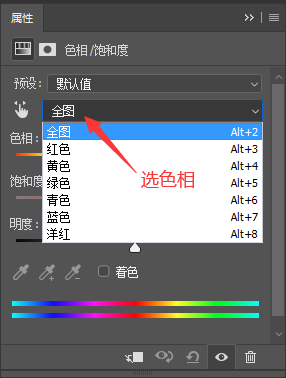 属性
色相/饱和度
预设: 默认值
全图
色相:
全图 Alt+2
红色 Alt+3
黄色 Alt+4
绿色 Alt+5
青色 Alt+6
蓝色 Alt+7
洋红 Alt+8
选色相
饱和度
明度:
着色